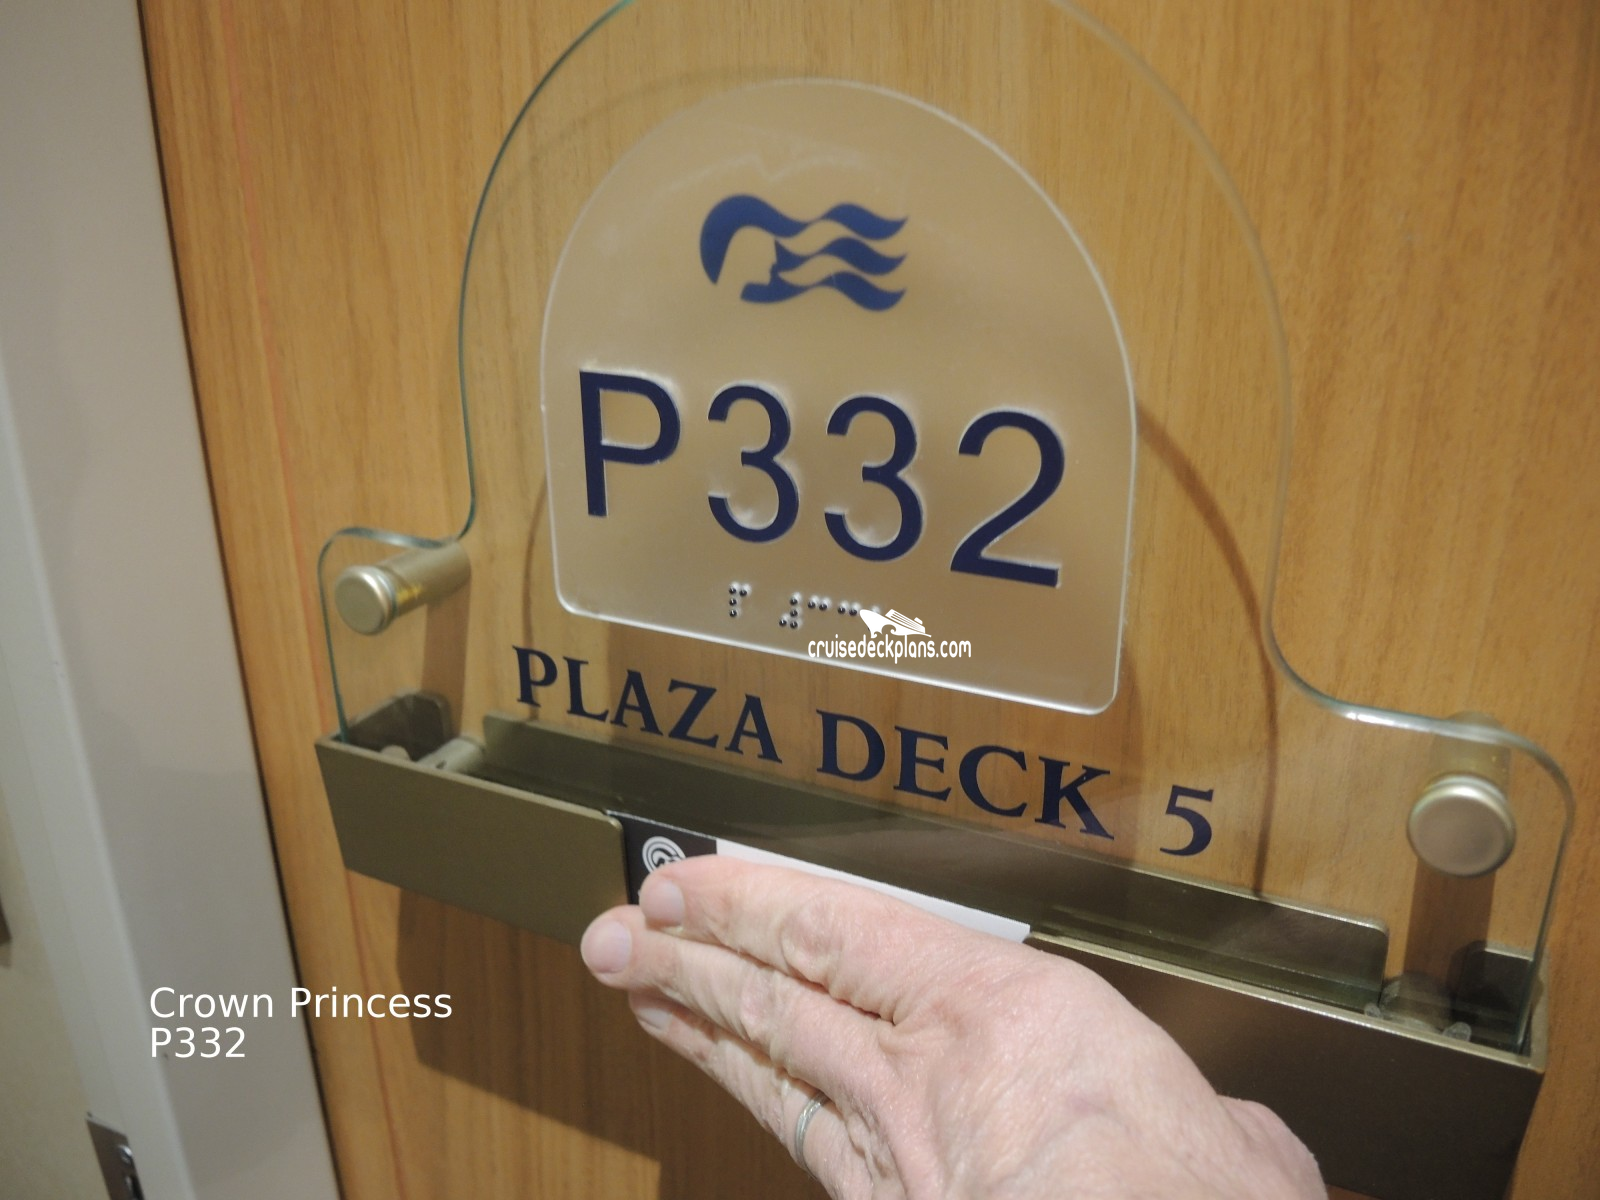 P332
cruisedeckplans.com
PLAZA DECK 5
Crown Princess
P332